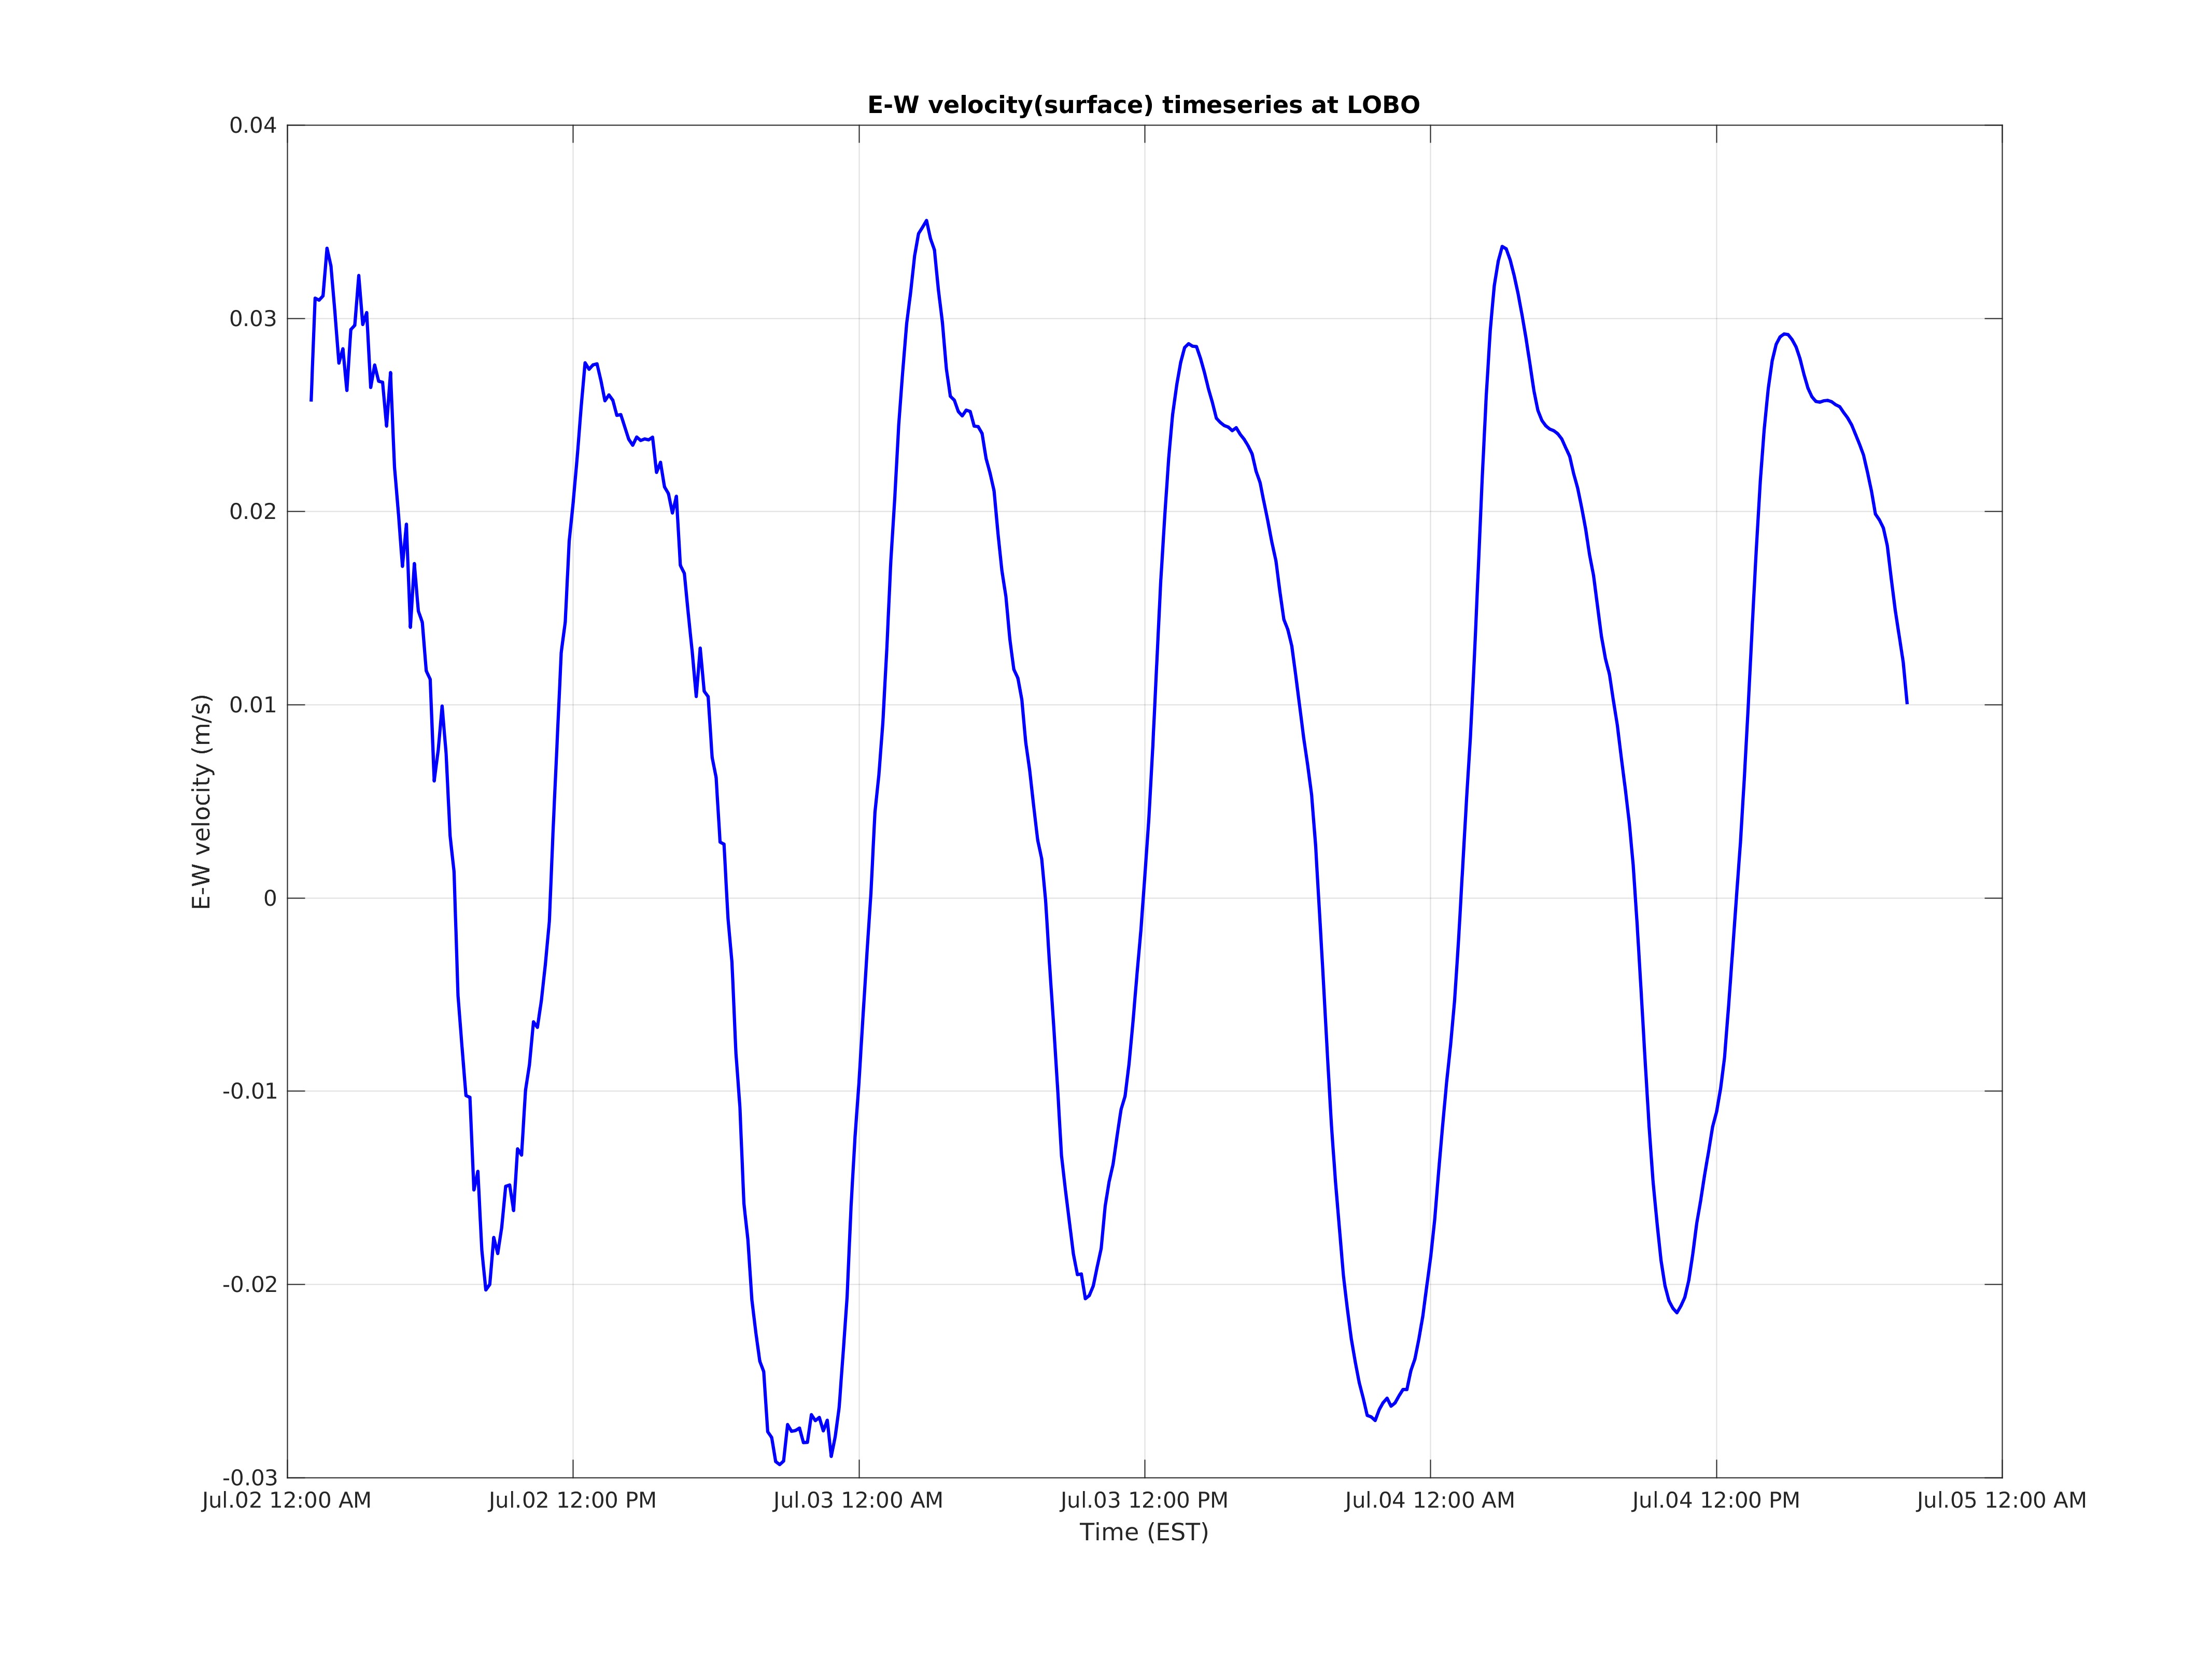 E-W velocity(surface) timeseries at LOBO
0.04
0.03
0.02
0.01
0
-0.01
-0.02
-0.03
E-W velocity (m/s)
Jul.02 12:00 AM
Jul.02 12:00 PM
Jul.03 12:00 AM
Jul.03 12:00 PM
Jul.04 12:00 AM
Jul.04 12:00 PM
Jul.05 12:00 AM
Time (EST)